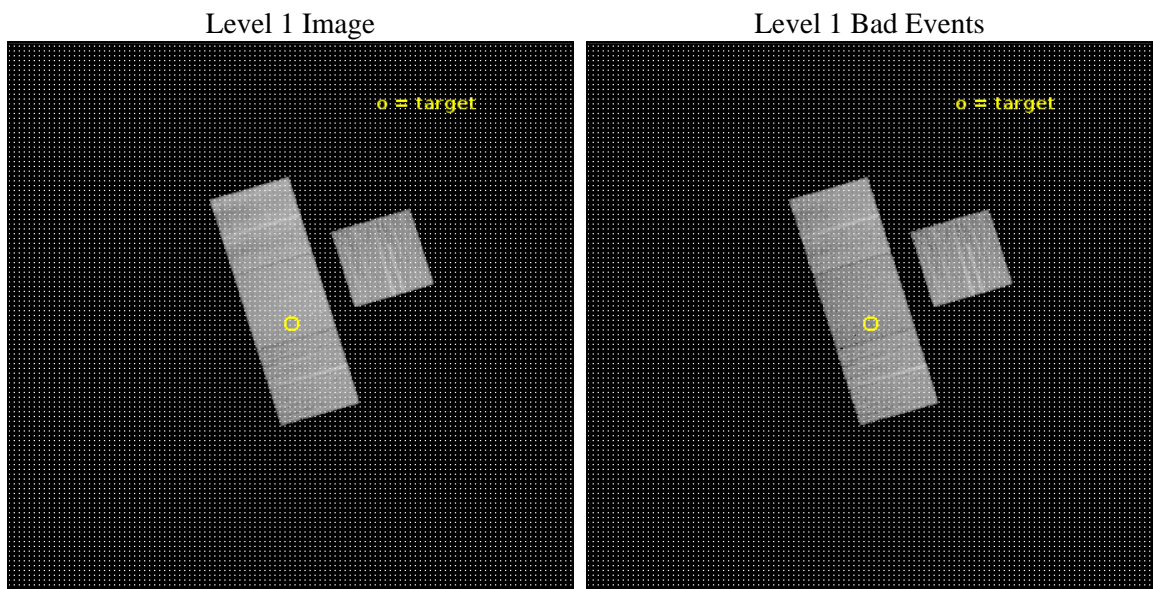 Level 1 Image
Level 1 Bad Events
o = target
o = target